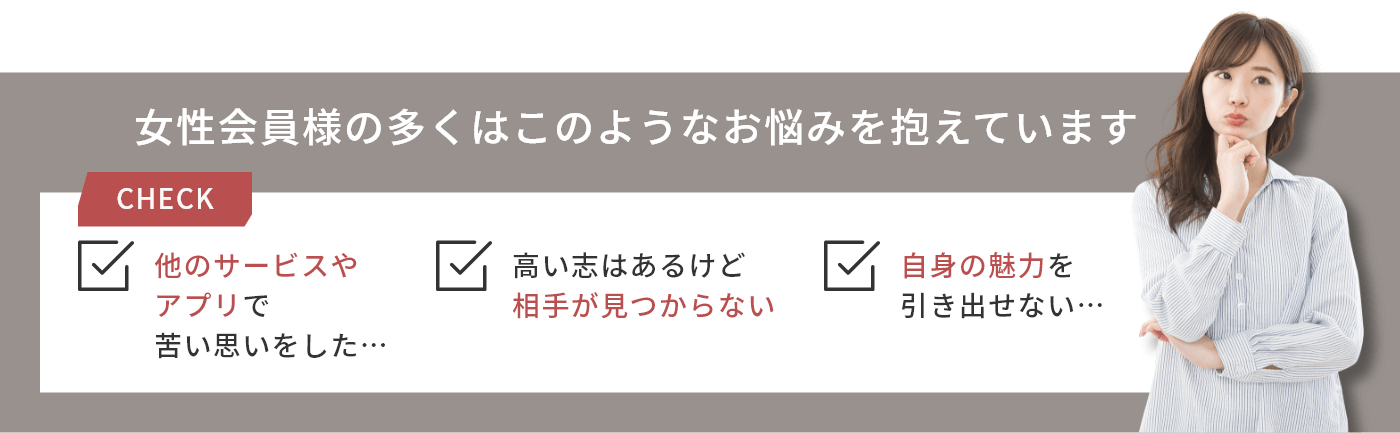 女性会員様の多くはこのようなお悩みを抱えています
CHECK
他のサービスや
アプリで
苦い思いをした…
高い志はあるけど
相手が見つからない
自身の魅力を
引き出せない…